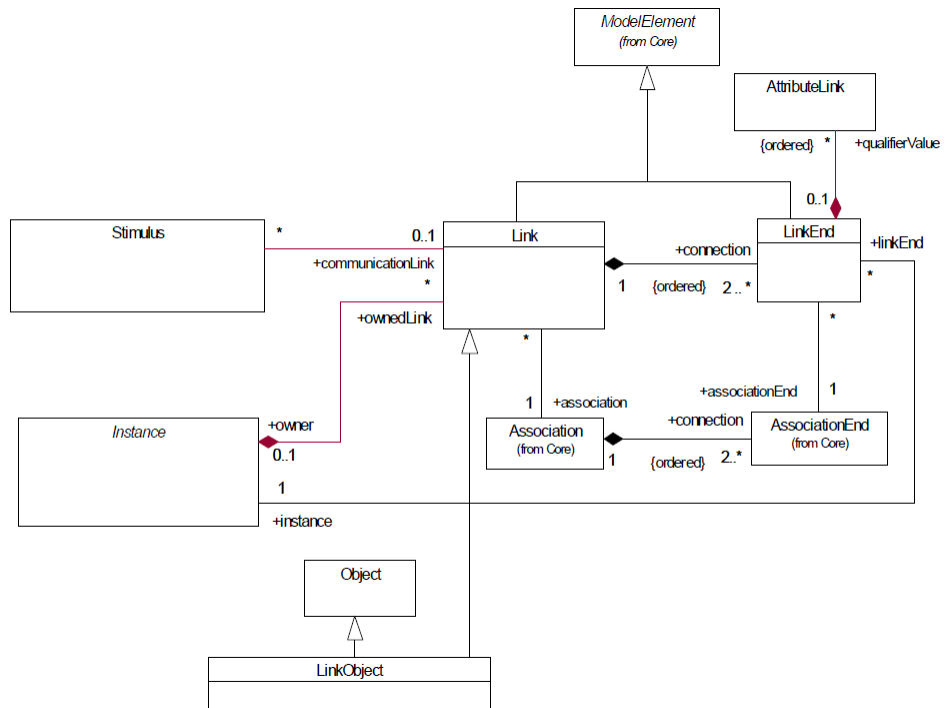 ModelElement
(from Core)
AttributeLink
{ordered}
*
+qualifierValue
0..1
Stimulus
*
0..1
+communicationLink
Link
+connection
1
{ordered}
2..*
LinkEnd
+linkEnd
*
*
+ownedLink
*
*
+associationEnd
1
1
+association
Instance
+owner
0..1
1
+instance
Association
(from Core)
+connection
1
{ordered}
2..*
AssociationEnd
(from Core)
Object
LinkObject